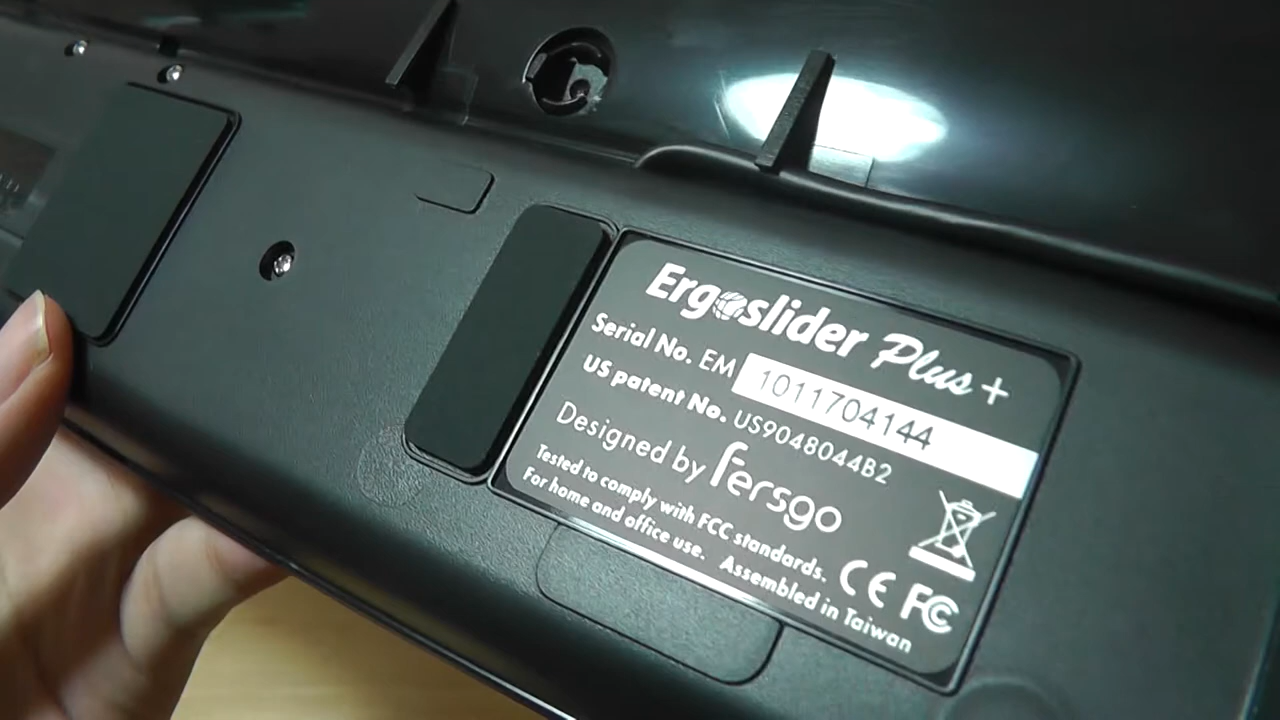 Ergoslider Plus +
Serial No. EM 1011704144
US patent No. US9048044B2
Designed by fersgo
Tested to comply with FCC standards.
For home and office use. Assembled in Taiwan
CE FC